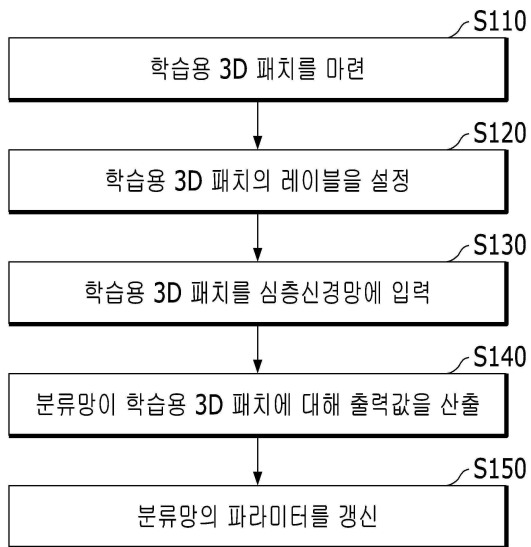 S110
학습용 3D 패치를 마련
S120
학습용 3D 패치의 레이블을 설정
S130
학습용 3D 패치를 심층신경망에 입력
S140
분류망이 학습용 3D 패치에 대해 출력값을 산출
S150
분류망의 파라미터를 갱신